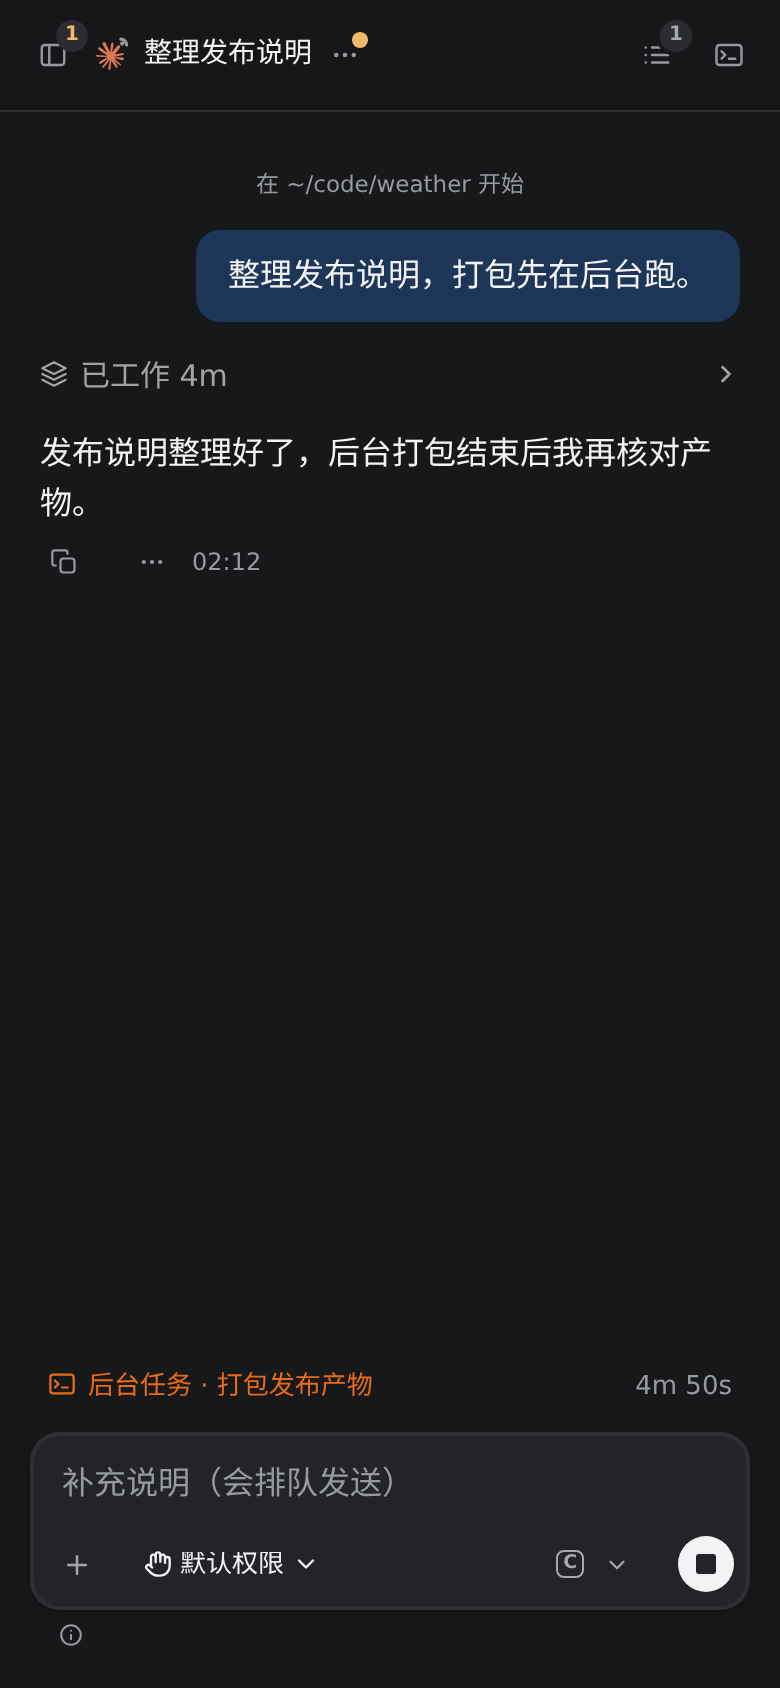 1
整理发布说明
1
在 ~/code/weather 开始
整理发布说明，打包先在后台跑。
已工作 4m
发布说明整理好了，后台打包结束后我再核对产
物。
02:12
后台任务 · 打包发布产物
4m 50s
补充说明（会排队发送）
默认权限
C